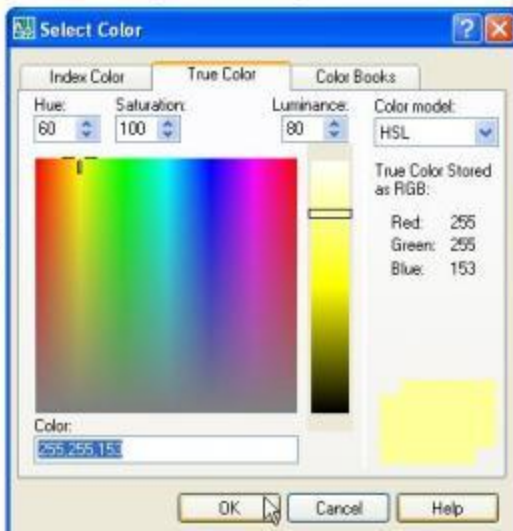 Select Color
Index Color True Color Color Books
Hue: Saturation: Luminance: Color model:
60 100 80 HSL
True Color Stored
as RGB:
Red: 255
Green: 255
Blue: 153
Color:
255,255,153
OK Cancel Help